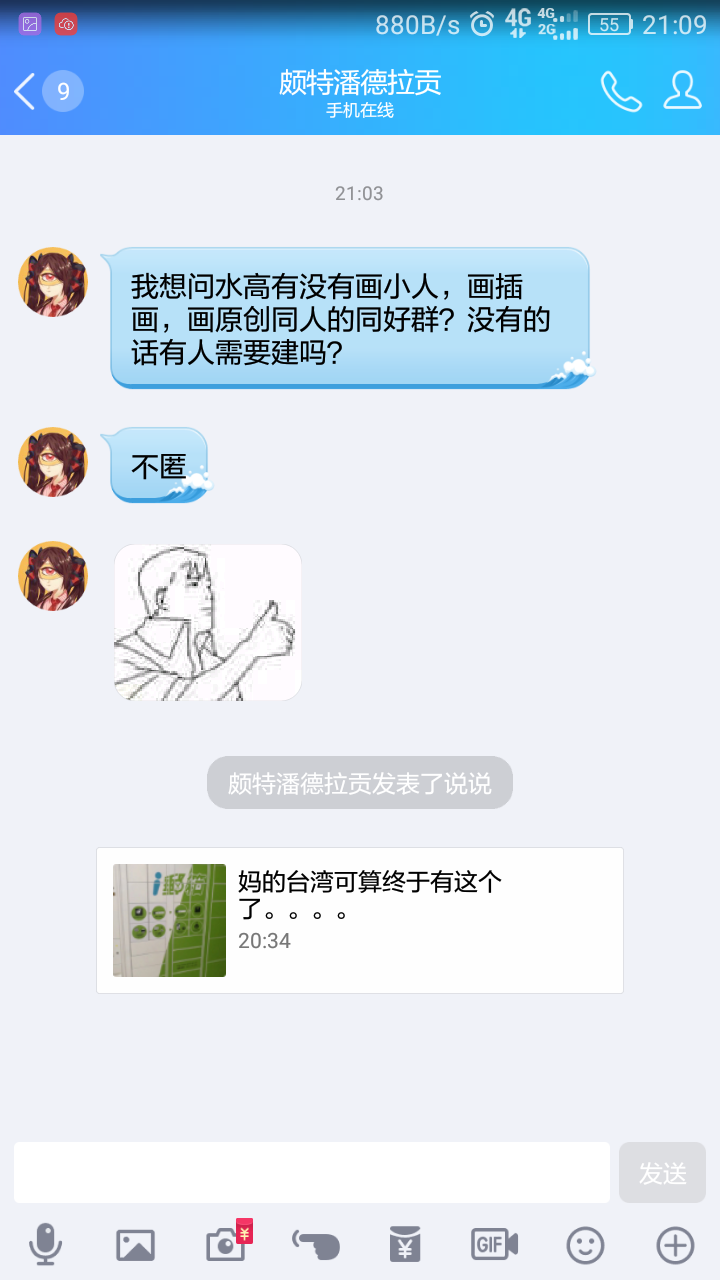 880B/s 4G 4G 2G 55 21:09
9
颇特潘德拉贡
手机在线
21:03
我想问水高有没有画小人，画插
画，画原创同人的同好群？没有的
话有人需要建吗？
不匿
颇特潘德拉贡发表了说说
妈的台湾可算终于有这个
了。。。。
20:34
发送
¥
¥
GIF